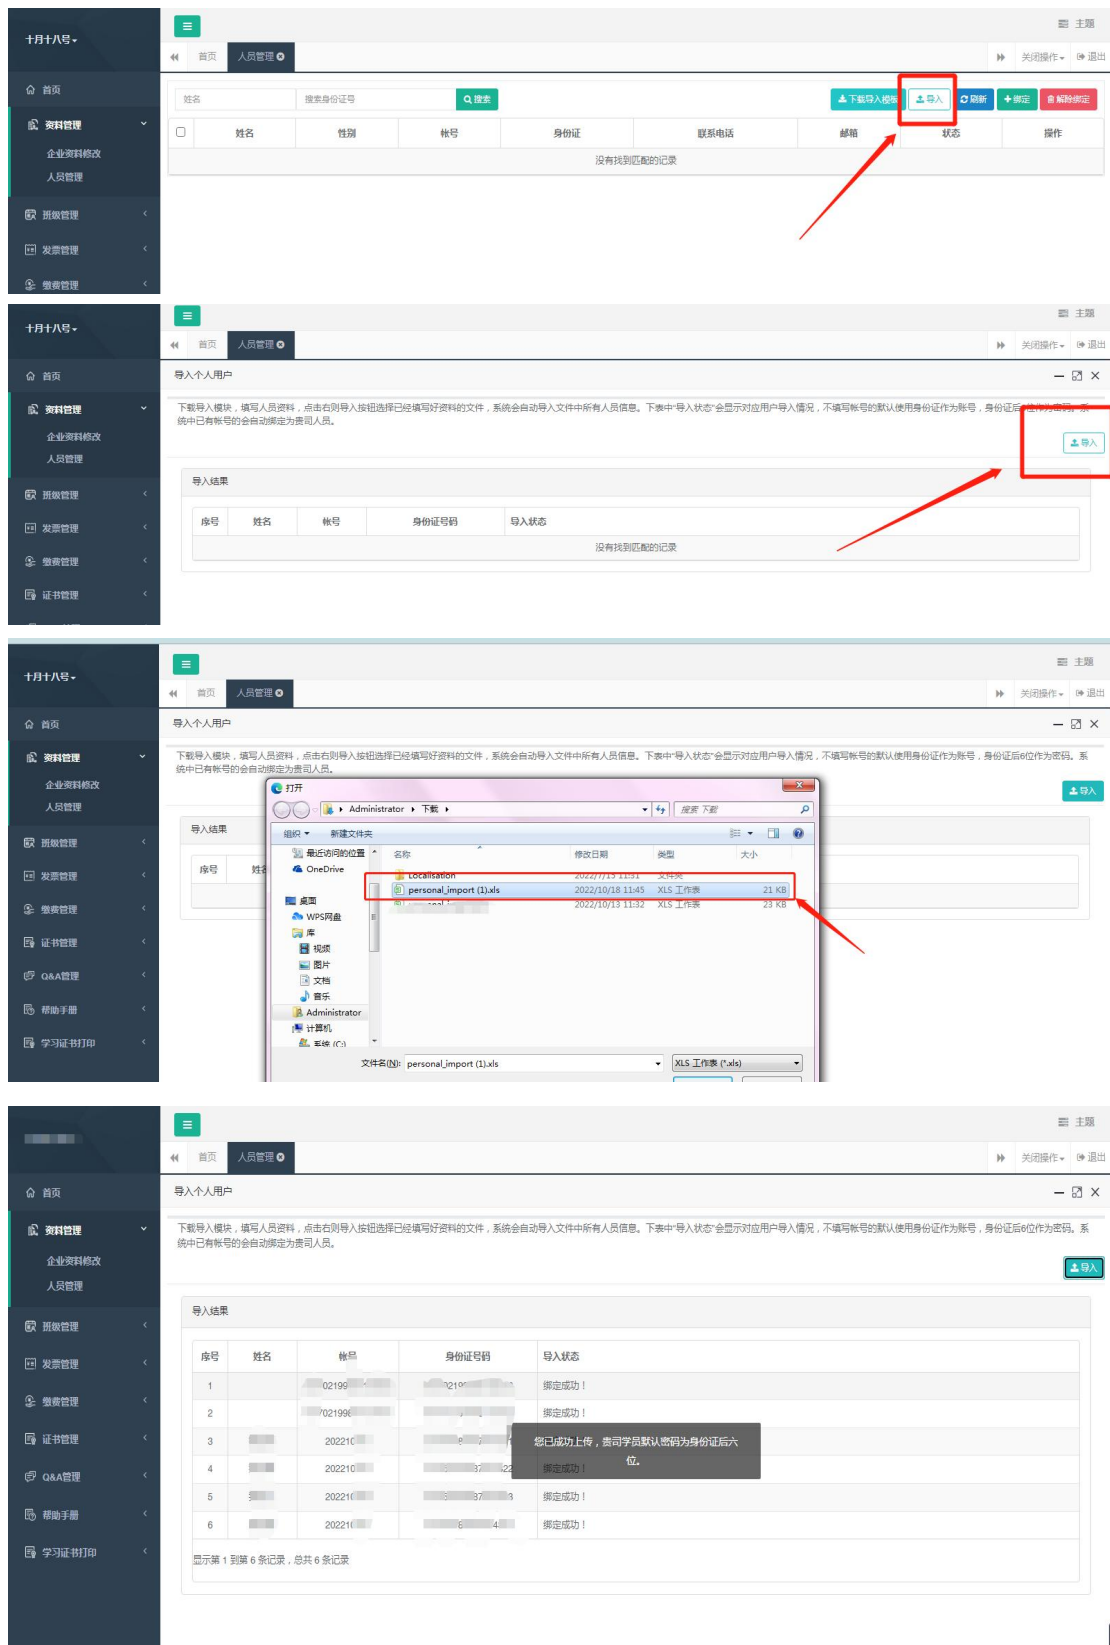 十月十八号
主题
首页 人员管理 关闭操作 退出
首页
资料管理
企业资料修改
人员管理
班级管理
发票管理
缴费管理
姓名 搜索身份证号 搜索 下载导入模板 导入 刷新 绑定 解除绑定
姓名 性别 帐号 身份证 联系电话 邮箱 状态 操作
没有找到匹配的记录
十月十八号
主题
首页 人员管理 关闭操作 退出
首页
资料管理
企业资料修改
人员管理
班级管理
发票管理
缴费管理
证书管理
导入个人用户
下载导入模块，填写人员资料，点击右则导入按钮选择已经填写好资料的文件，系统会自动导入文件中所有人员信息。下表中“导入状态”会显示对应用户导入情况，不填写帐号的默认使用身份证作为账号，身份证后6位作为密码。系
统中已有帐号的会自动绑定为贵司人员。
导入
导入结果
序号 姓名 帐号 身份证号码 导入状态
没有找到匹配的记录
十月十八号
主题
首页 人员管理 关闭操作 退出
首页
资料管理
企业资料修改
人员管理
班级管理
发票管理
缴费管理
证书管理
Q&A管理
帮助手册
学习证书打印
导入个人用户
下载导入模块，填写人员资料，点击右则导入按钮选择已经填写好资料的文件，系统会自动导入文件中所有人员信息。下表中“导入状态”会显示对应用户导入情况，不填写帐号的默认使用身份证作为账号，身份证后6位作为密码。系
统中已有帐号的会自动绑定为贵司人员。
导入
导入结果
序号
打开
Administrator 下载 搜索 下载
组织 新建文件夹
最近访问的位置
OneDrive
桌面
WPS网盘
库
视频
图片
文档
音乐
Administrator
计算机
系统 (C:)
名称 修改日期 类型 大小
Localisation 2022/7/15 11:51 文件夹
personal_import (1).xls 2022/10/18 11:45 XLS 工作表 21 KB
2022/10/13 11:32 XLS 工作表 23 KB
文件名(N): personal_import (1).xls XLS 工作表 (*.xls)
主题
首页 人员管理 关闭操作 退出
首页
资料管理
企业资料修改
人员管理
班级管理
发票管理
缴费管理
证书管理
Q&A管理
帮助手册
学习证书打印
导入个人用户
下载导入模块，填写人员资料，点击右则导入按钮选择已经填写好资料的文件，系统会自动导入文件中所有人员信息。下表中“导入状态”会显示对应用户导入情况，不填写帐号的默认使用身份证作为账号，身份证后6位作为密码。系
统中已有帐号的会自动绑定为贵司人员。
导入
导入结果
序号 姓名 帐号 身份证号码 导入状态
1 绑定成功！
2 绑定成功！
3
4 绑定成功！
5 绑定成功！
6 绑定成功！
您已成功上传，贵司学员默认密码为身份证后六
位。
显示第 1 到第 6 条记录，总共 6 条记录